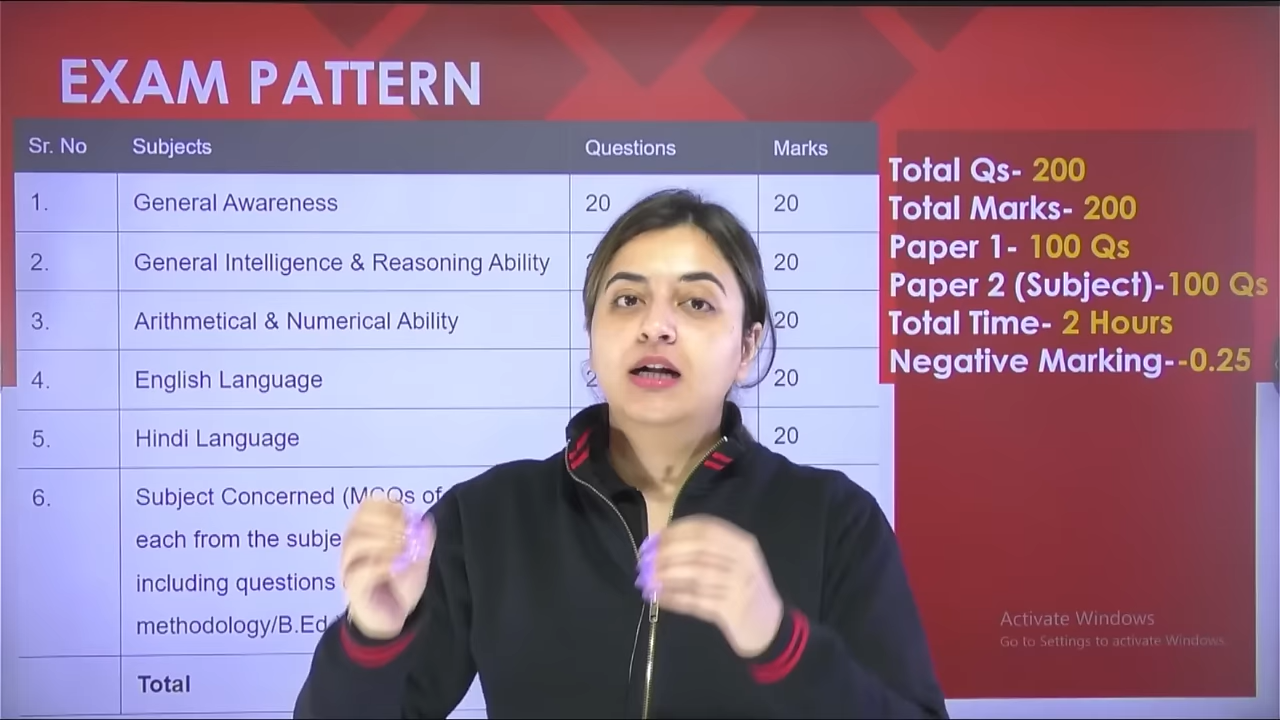 EXAM PATTERN
Sr. No Subjects Questions Marks
1. General Awareness 20 20
2. General Intelligence & Reasoning Ability 20
3. Arithmetical & Numerical Ability 20
4. English Language 20
5. Hindi Language 20
6. Subject Concerned (MCQs of
each from the
including questions
methodology/B.Ed
Total
Total Qs- 200
Total Marks- 200
Paper 1- 100 Qs
Paper 2 (Subject)-100 Qs
Total Time- 2 Hours
Negative Marking--0.25
Activate Windows
Go to Settings to activate Windows.